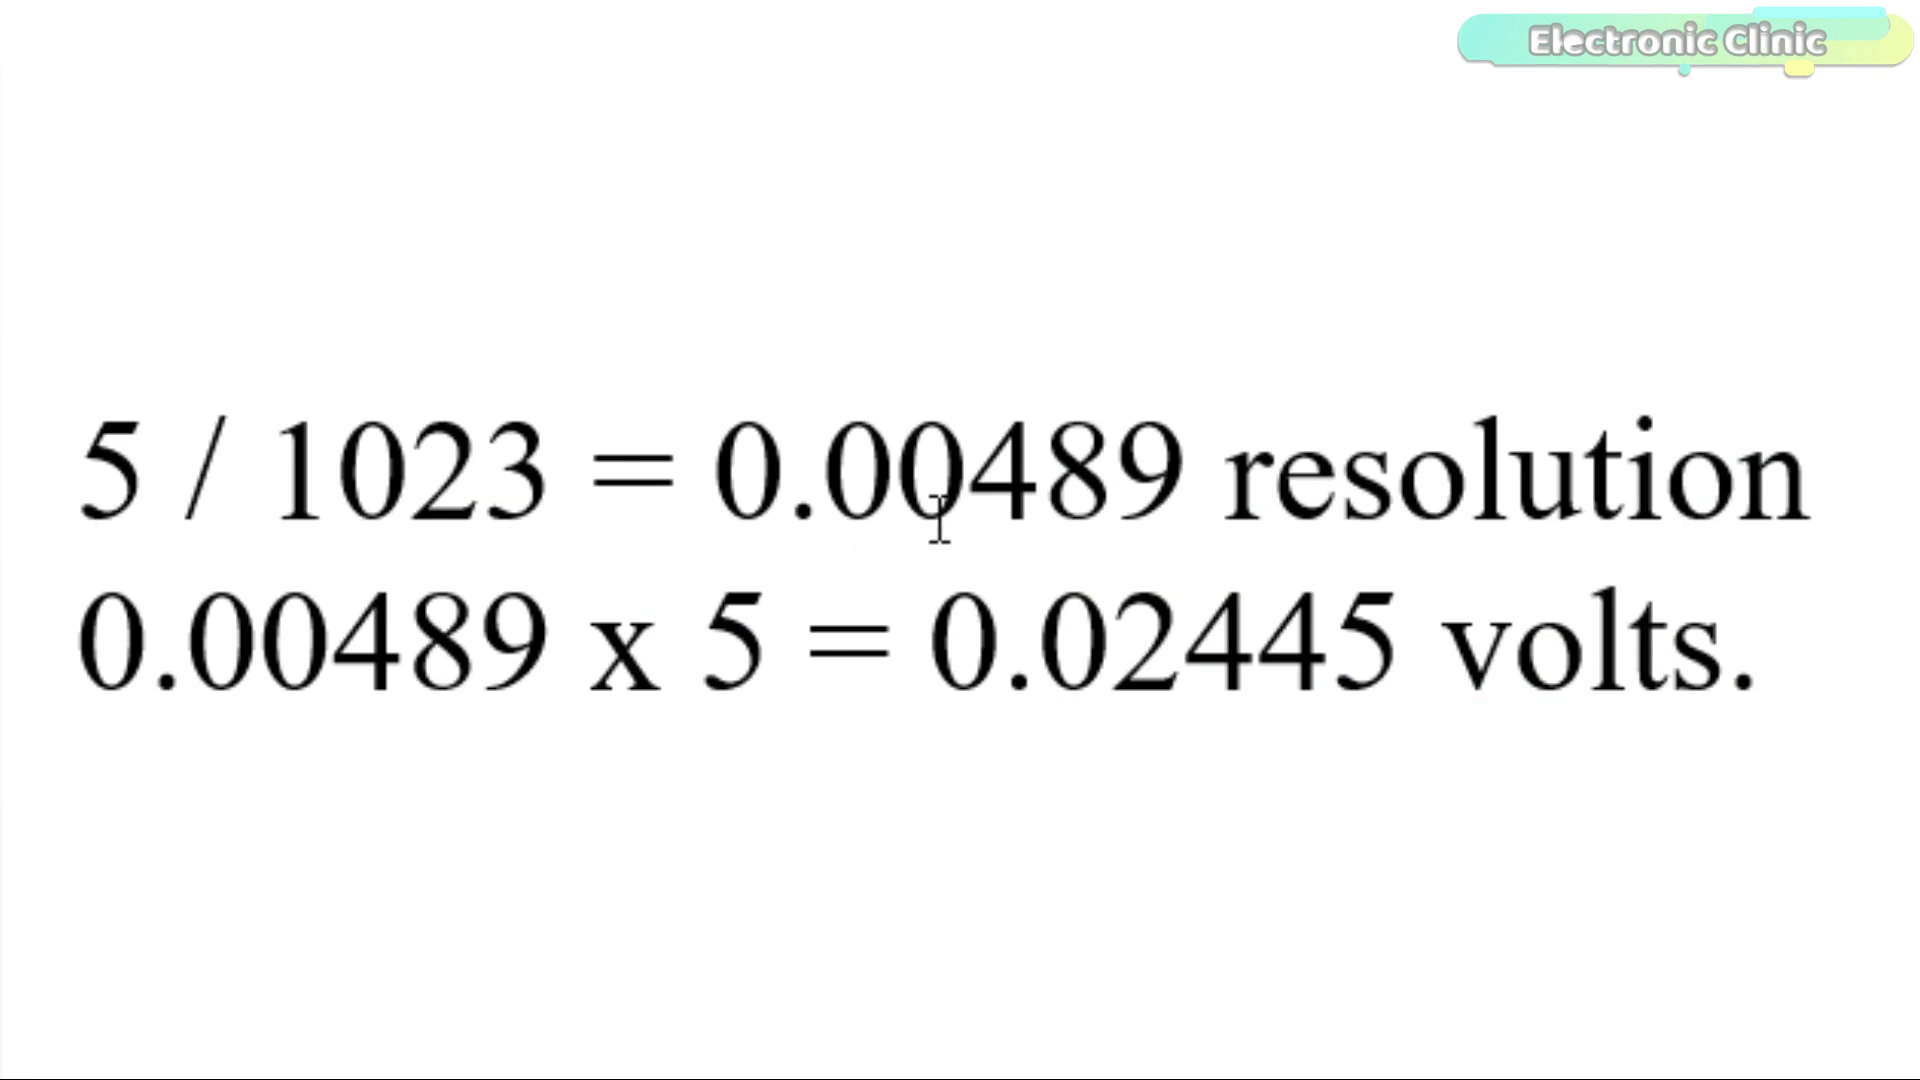 Electronic Clinic
5 / 1023 = 0.00489 resolution
0.00489 x 5 = 0.02445 volts.